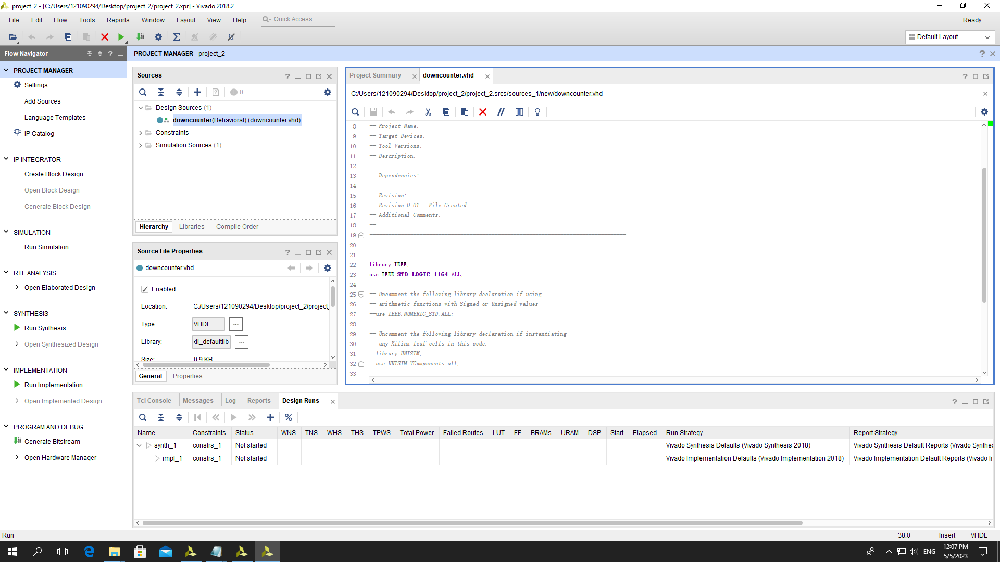 project_2 - [C:/Users/121090294/Desktop/project_2/project_2.xpr] - Vivado 2018.2
File Edit Flow Tools Reports Window Layout View Help Quick Access Ready
Default Layout
Flow Navigator
PROJECT MANAGER - project_2
PROJECT MANAGER
Settings
Add Sources
Language Templates
IP Catalog
IP INTEGRATOR
Create Block Design
Open Block Design
Generate Block Design
SIMULATION
Run Simulation
RTL ANALYSIS
Open Elaborated Design
SYNTHESIS
Run Synthesis
Open Synthesized Design
IMPLEMENTATION
Run Implementation
Open Implemented Design
PROGRAM AND DEBUG
Generate Bitstream
Open Hardware Manager
Sources
0
Design Sources (1)
downcounter(Behavioral) (downcounter.vhd)
Constraints
Simulation Sources (1)
Hierarchy Libraries Compile Order
Source File Properties
downcounter.vhd
Enabled
Location: C:/Users/121090294/Desktop/project_2/project_
Type: VHDL ...
Library: xil_defaultlib ...
Size: 0.9 KB
General Properties
Project Summary downcounter.vhd
C:/Users/121090294/Desktop/project_2/project_2.srcs/sources_1/new/downcounter.vhd
8 -- Project Name:
9 -- Target Devices:
10 -- Tool Versions:
11 -- Description:
12 --
13 -- Dependencies:
14 --
15 -- Revision:
16 -- Revision 0.01 - File Created
17 -- Additional Comments:
18 --
19 ----------------------------------------------------------------------------------
20
21
22 library IEEE;
23 use IEEE.STD_LOGIC_1164.ALL;
24
25 -- Uncomment the following library declaration if using
26 -- arithmetic functions with Signed or Unsigned values
27 --use IEEE.NUMERIC_STD.ALL;
28
29 -- Uncomment the following library declaration if instantiating
30 -- any Xilinx leaf cells in this code.
31 --library UNISIM;
32 --use UNISIM.VComponents.all;
33
Tcl Console Messages Log Reports Design Runs
Name Constraints Status WNS TNS WHS THS TPWS Total Power Failed Routes LUT FF BRAMs URAM DSP Start Elapsed Run Strategy Report Strategy
synth_1 constrs_1 Not started Vivado Synthesis Defaults (Vivado Synthesis 2018) Vivado Synthesis Default Reports (Vivado Synthes
impl_1 constrs_1 Not started Vivado Implementation Defaults (Vivado Implementation 2018) Vivado Implementation Default Reports (Vivado In
Run 38:0 Insert VHDL
ENG
12:07 PM
5/5/2023